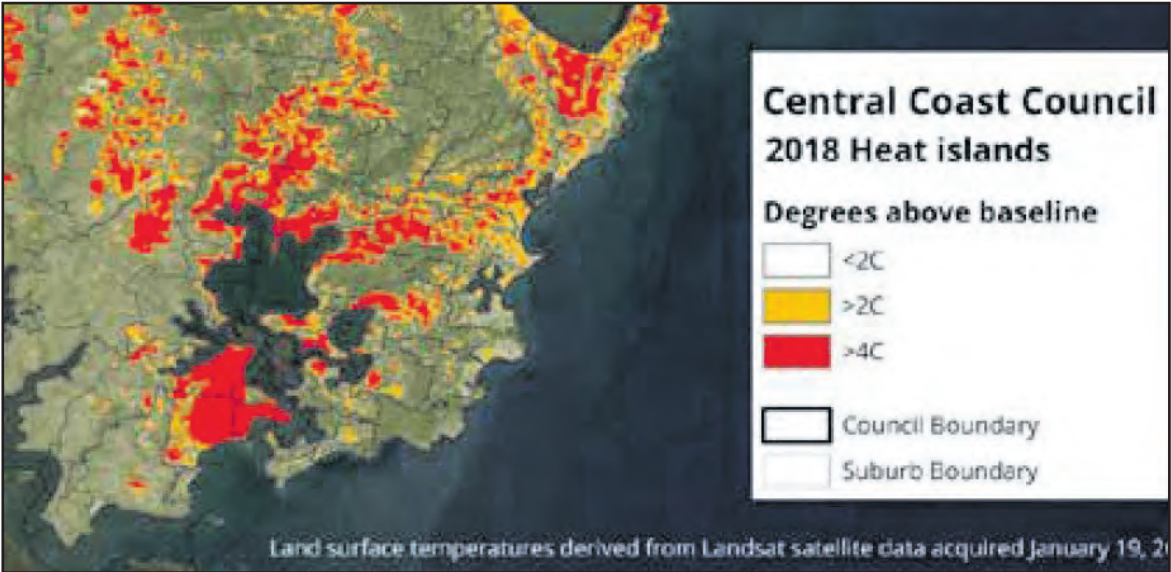 Central Coast Council
2018 Heat islands
Degrees above baseline
<2C
>2C
>4C
Council Boundary
Suburb Boundary
Land surface temperatures derived from Landsat satellite data acquired January 19,